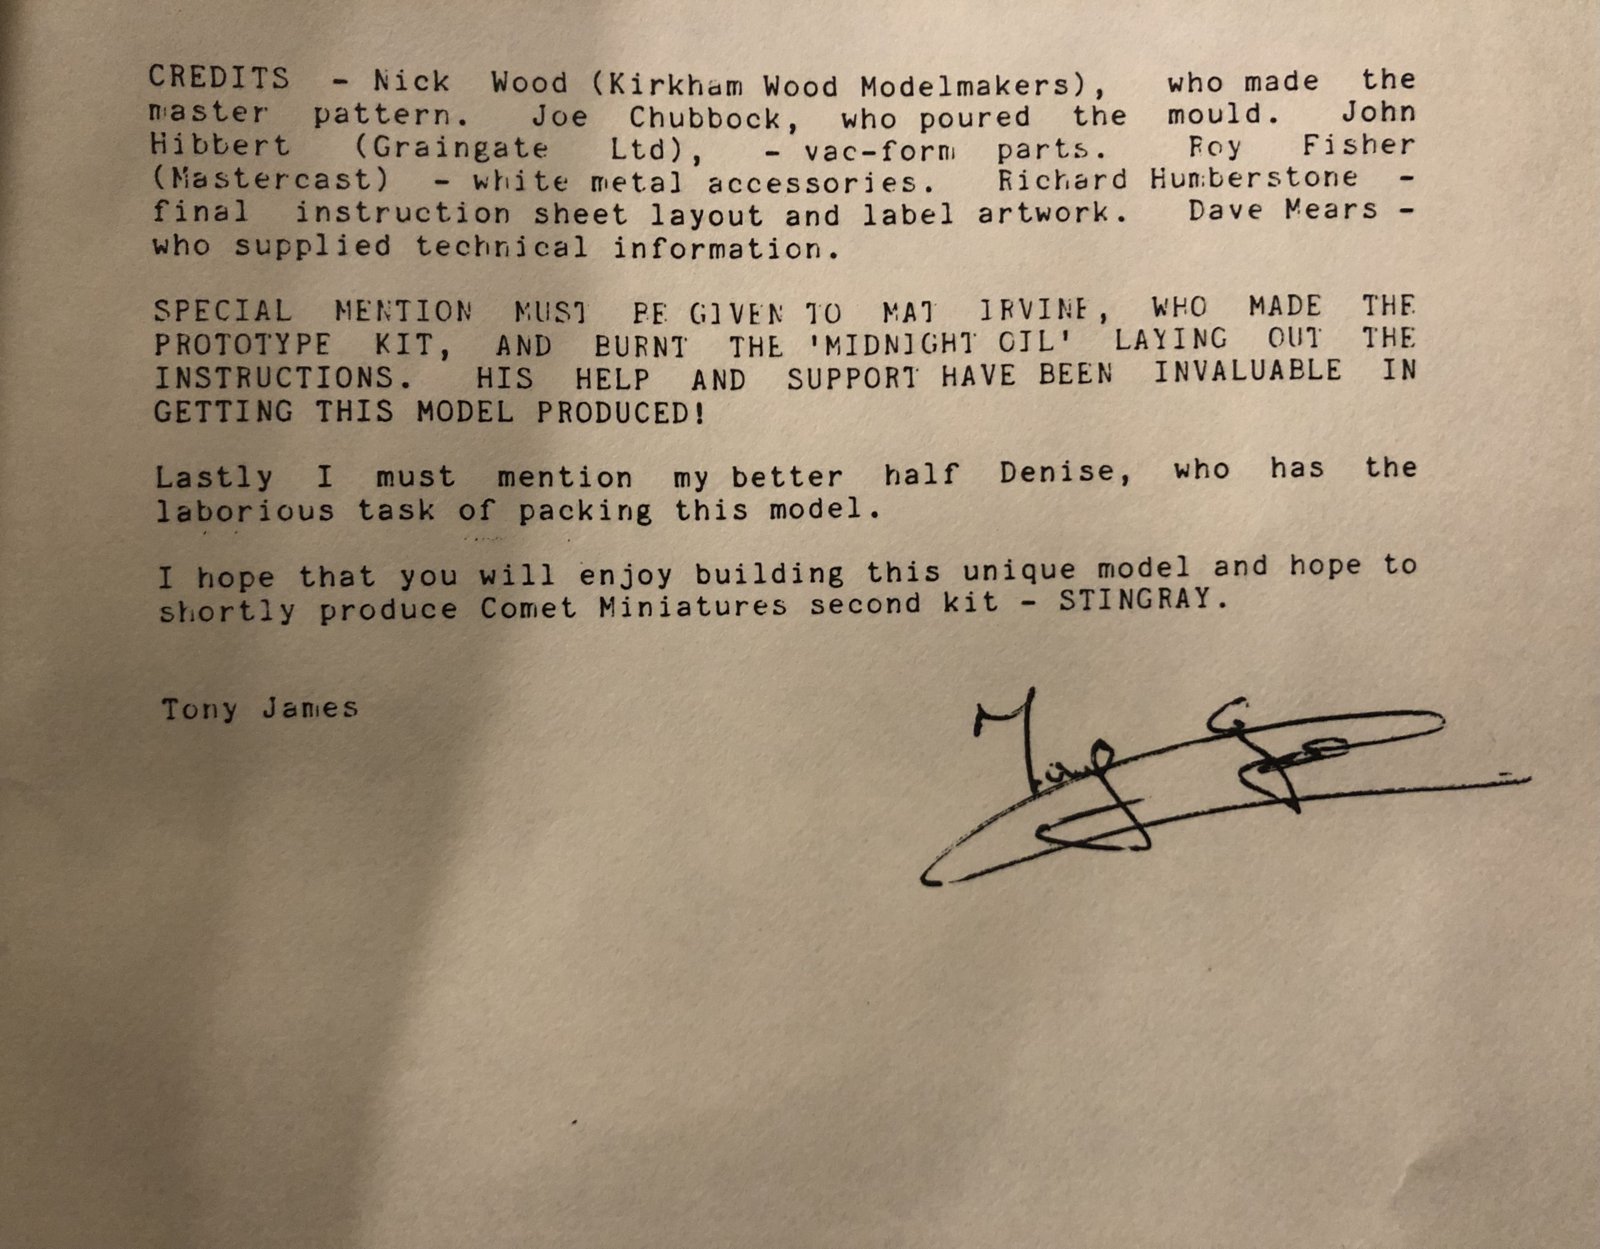 CREDITS - Nick Wood (Kirkham Wood Modelmakers), who made the
master pattern. Joe Chubbock, who poured the mould. John
Hibbert (Graingate Ltd), - vac-form parts. Roy Fisher
(Mastercast) - white metal accessories. Richard Humberstone -
final instruction sheet layout and label artwork. Dave Mears -
who supplied technical information.
SPECIAL MENTION MUST BE GIVEN TO MAT IRVINE, WHO MADE THE
PROTOTYPE KIT, AND BURNT THE 'MIDNIGHT OIL' LAYING OUT THE
INSTRUCTIONS. HIS HELP AND SUPPORT HAVE BEEN INVALUABLE IN
GETTING THIS MODEL PRODUCED!
Lastly I must mention my better half Denise, who has the
laborious task of packing this model.
I hope that you will enjoy building this unique model and hope to
shortly produce Comet Miniatures second kit - STINGRAY.
Tony James